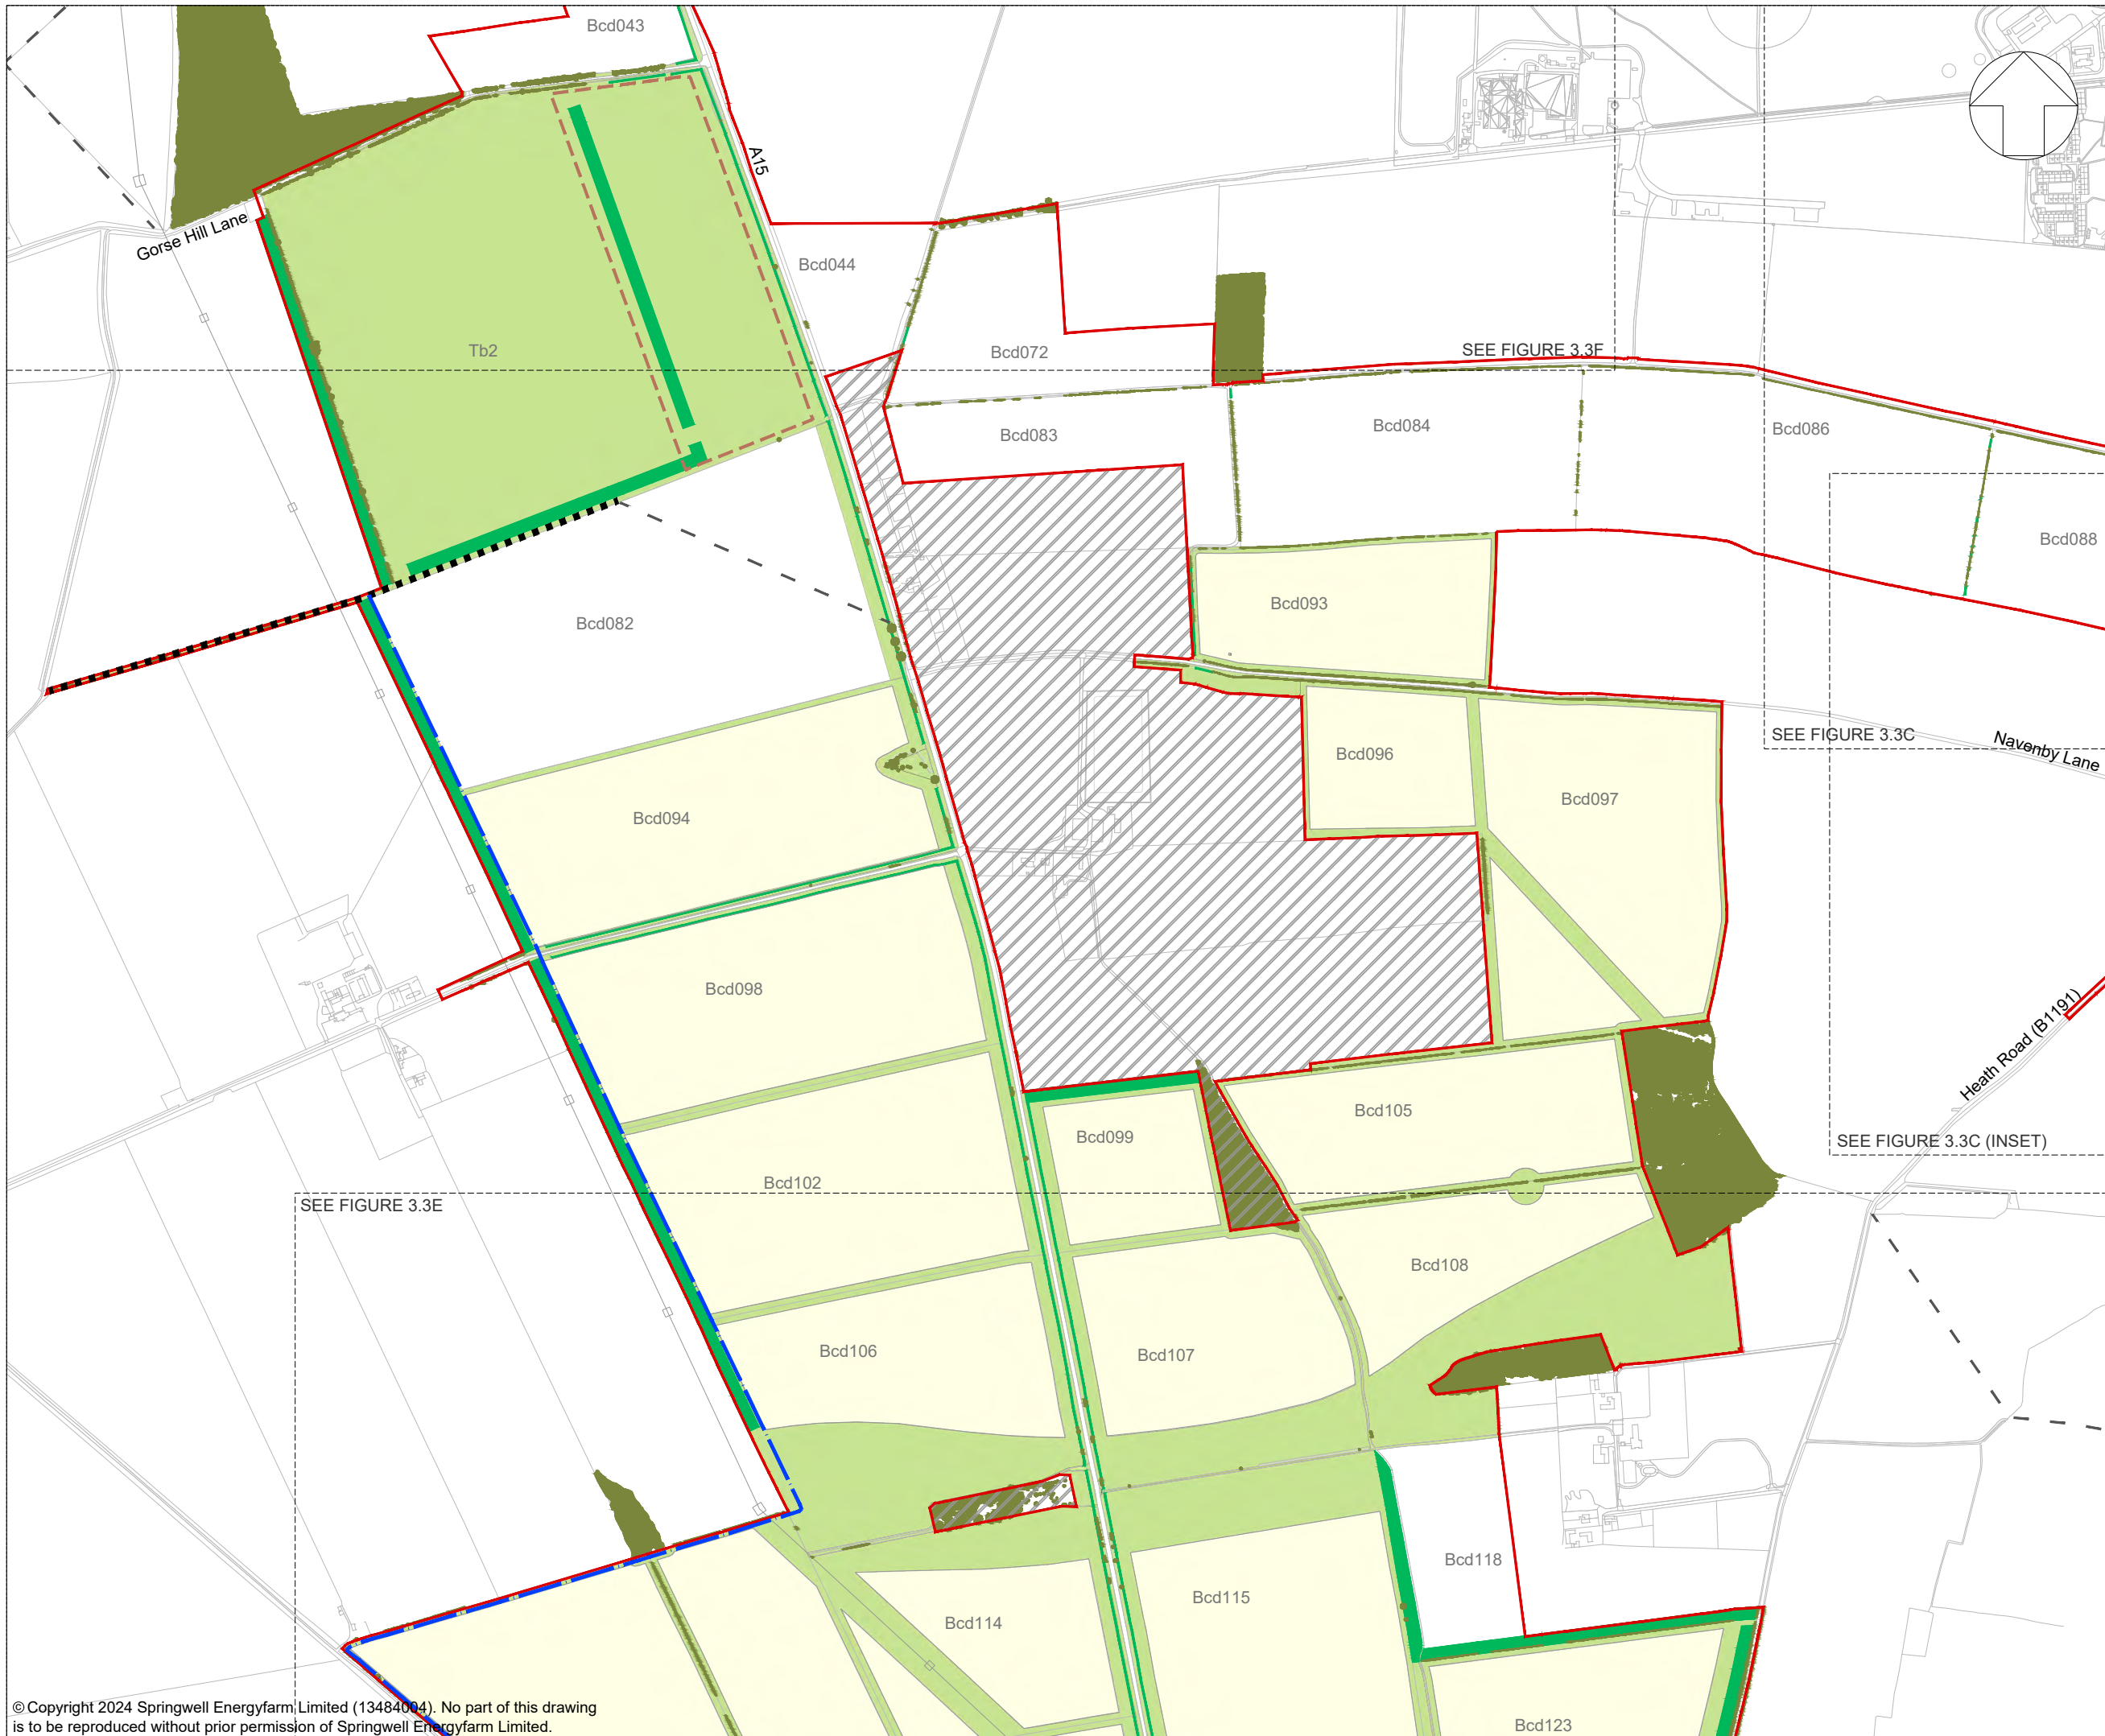 Bcd043
A15
Gorse Hill Lane
Bcd044
Tb2
Bcd072
SEE FIGURE 3.3F
Bcd083
Bcd084
Bcd086
Bcd088
Bcd093
Bcd082
SEE FIGURE 3.3C
Navenby Lane
Bcd096
Bcd097
Bcd094
Bcd098
Heath Road (B1191)
Bcd105
Bcd099
SEE FIGURE 3.3C (INSET)
Bcd102
SEE FIGURE 3.3E
Bcd108
Bcd106
Bcd107
Bcd118
Bcd115
Bcd114
Bcd123
© Copyright 2024 Springwell Energyfarm Limited (13484004). No part of this drawing
is to be reproduced without prior permission of Springwell Energyfarm Limited.